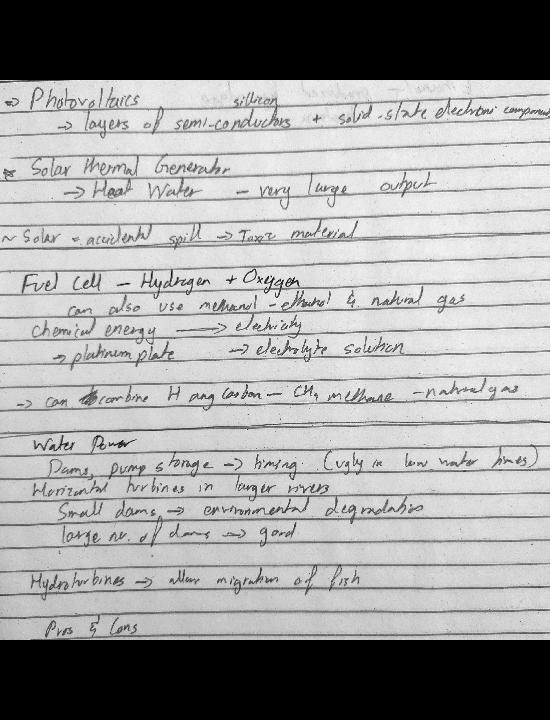 ⇒ Photovoltaics
sillicon
→ layers of semi-conductors + solid-state electronic component
* Solar Thermal Generator
→ Heat Water - very large output
~ Solar - accidental spill → Toxic material
Fuel Cell - Hydrogen + Oxygen
can also use methanol - ethanol & natural gas
Chemical energy → electricity
→ platinum plate → electrolyte solution
→ can combine H ang Carbon - CH4 methane - natural gas
Water Power
Dams, pump storage → timing (ugly in low water times)
Horizontal turbines in larger rivers
Small dams → environmental degradation
large no. of dams → good
Hydroturbines → allow migration of fish
Pros & Cons